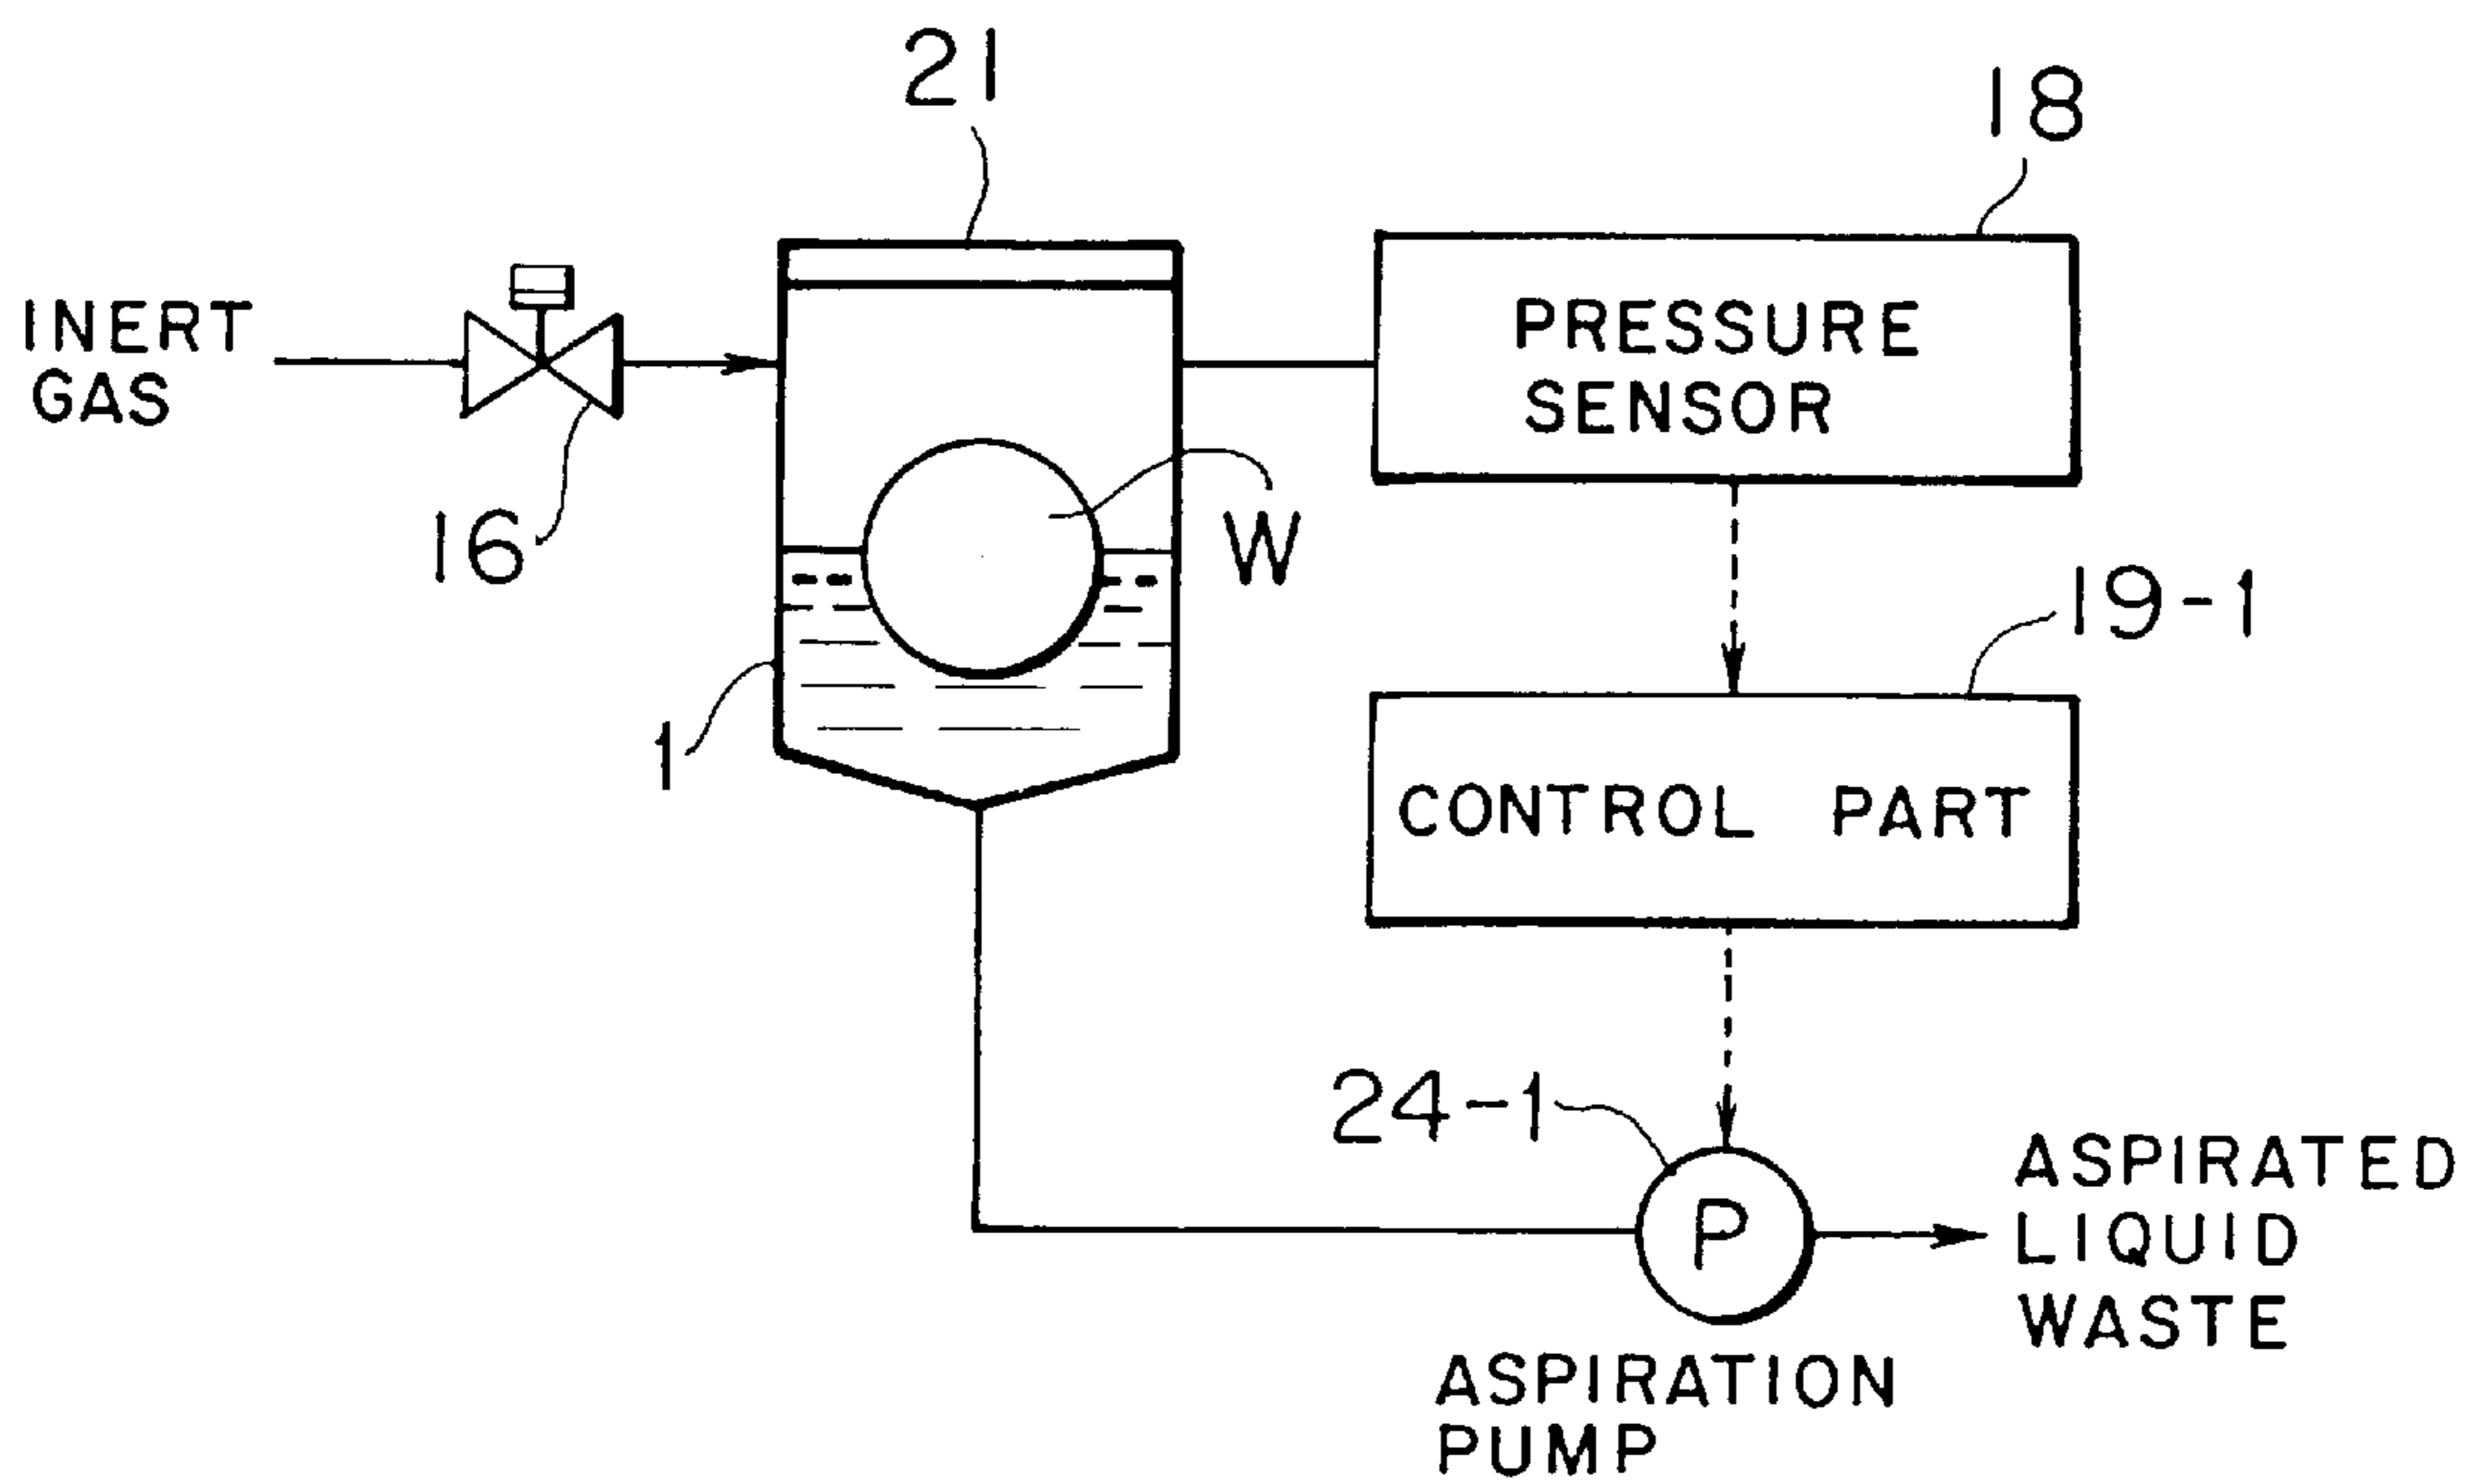 21
18
INERT
GAS
PRESSURE
SENSOR
16
W
19-1
1
CONTROL PART
24-1
P
ASPIRATED
LIQUID
WASTE
ASPIRATION
PUMP